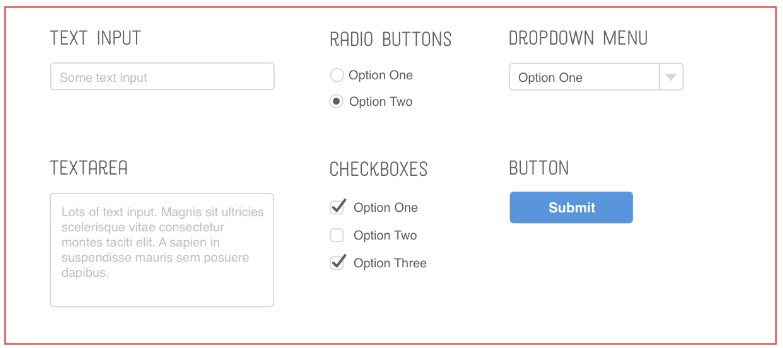 TEXT INPUT
Some text input
RADIO BUTTONS
Option One
Option Two
DROPDOWN MENU
Option One
TEXTAREA
Lots of text input. Magnis sit ultricies
scelerisque vitae consectetur
montes taciti elit. A sapien in
suspendisse mauris sem posuere
dapibus.
CHECKBOXES
Option One
Option Two
Option Three
BUTTON
Submit